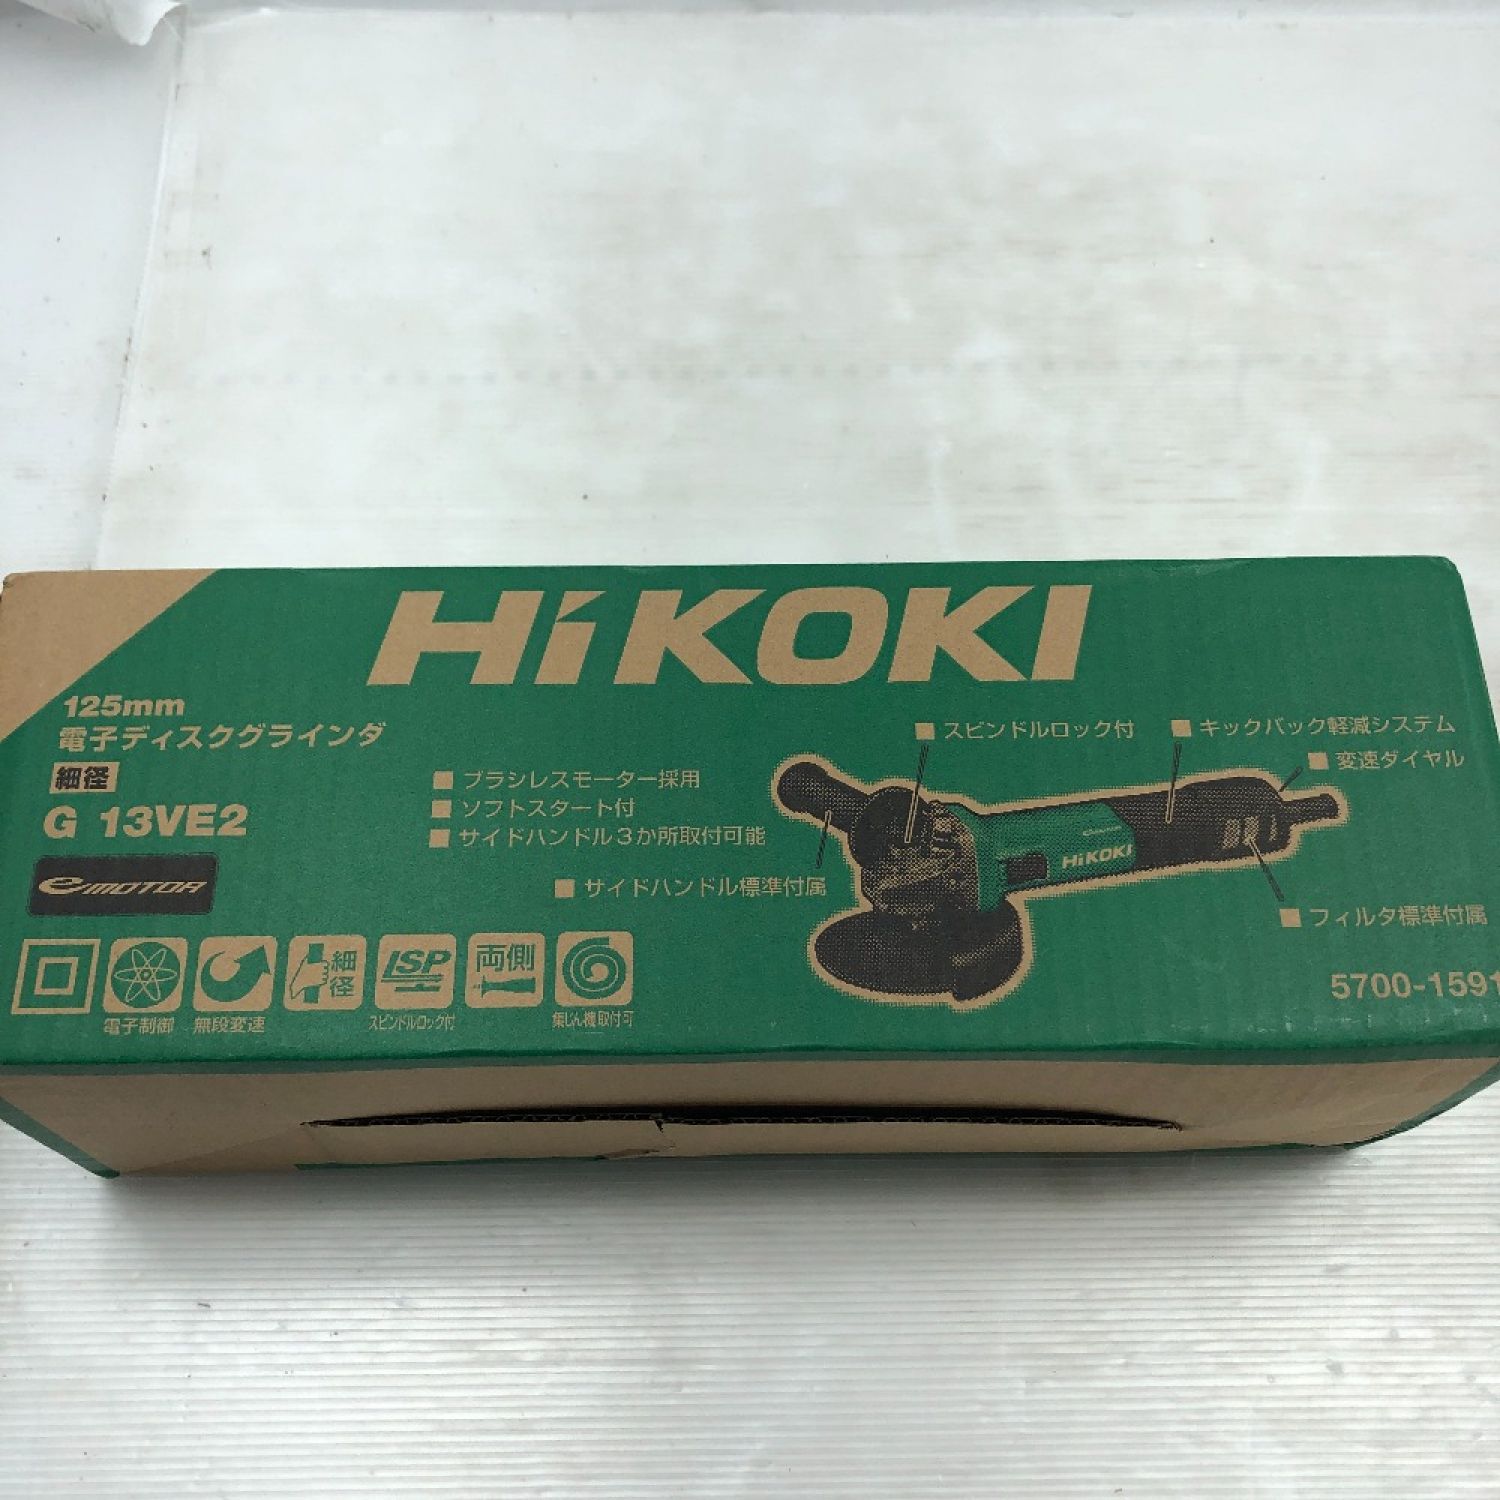 HiKOKI
125mm
電子ディスクグラインダ
細径
G 13VE2
e MOTOR
■ ブラシレスモーター採用
■ ソフトスタート付
■ サイドハンドル3か所取付可能
■ サイドハンドル標準付属
■ スピンドルロック付
■ キックバック軽減システム
■ 変速ダイヤル
HiKOKI
■ フィルタ標準付属
5700-1591
細径
LSP
両側
電子制御
無段変速
スピンドルロック付
集じん機取付可